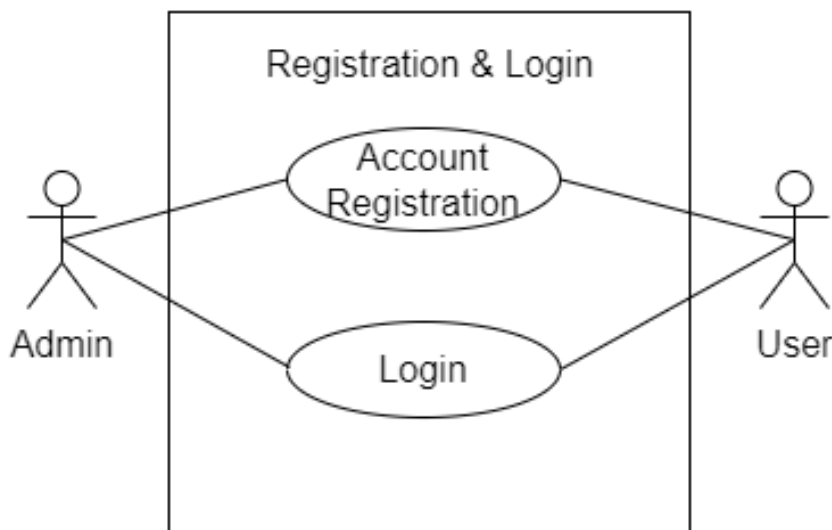 Registration & Login
Account
Registration
Admin
Login
User